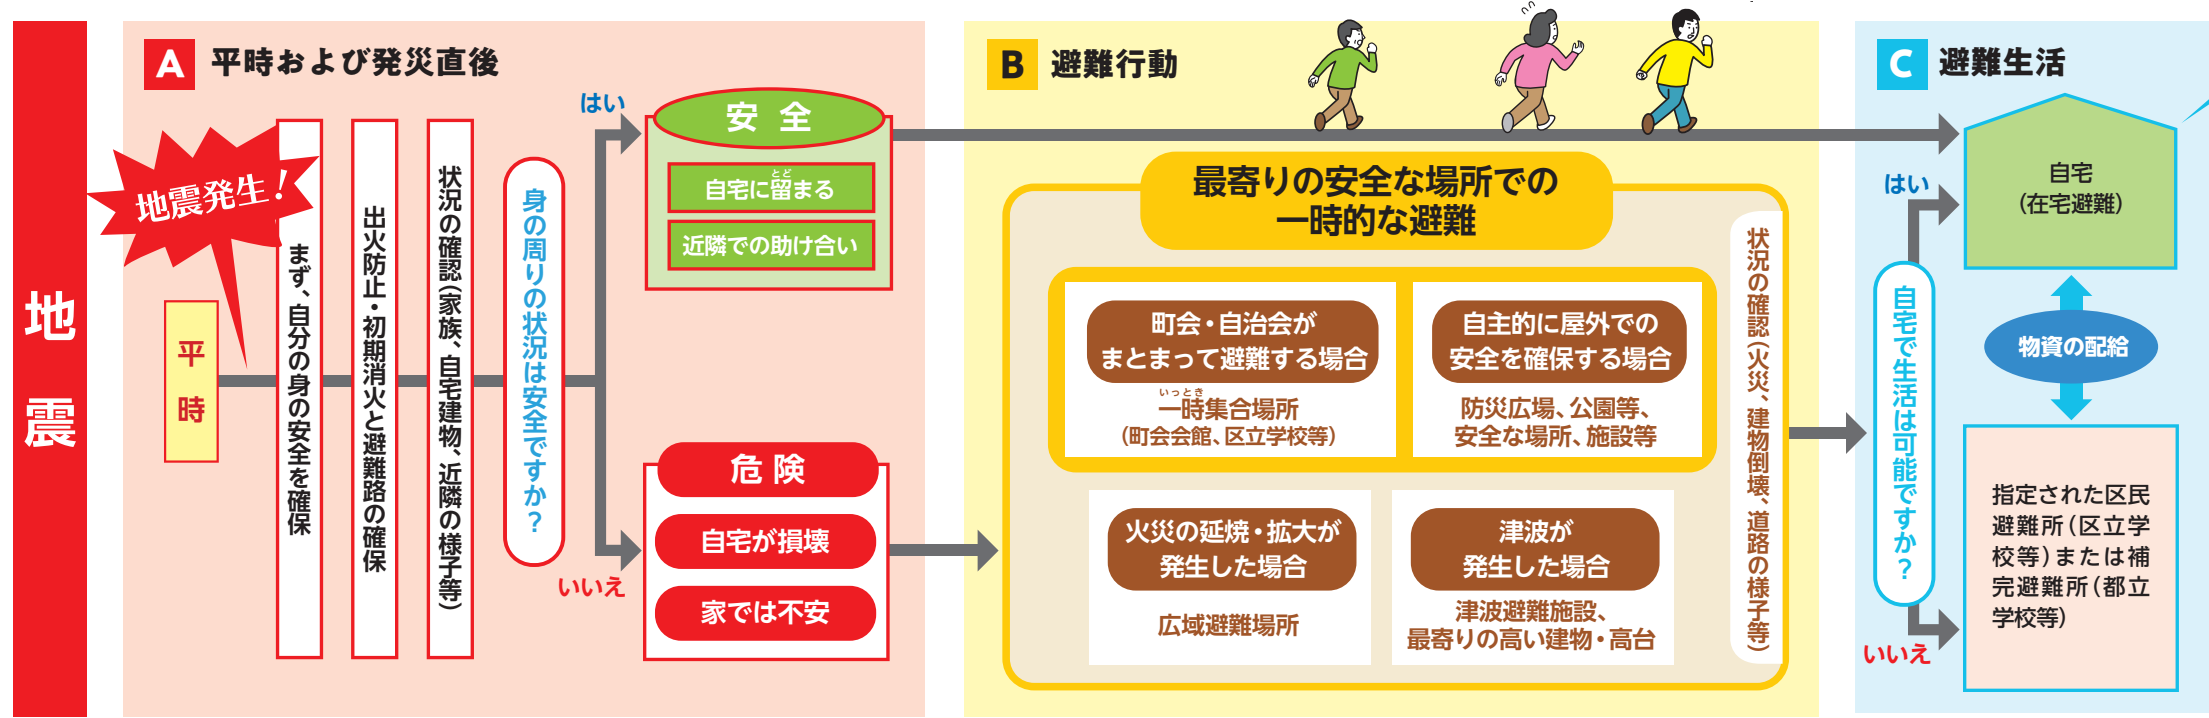 地震
A 平時および発災直後
地震発生！
平時
まず、自分の身の安全を確保
出火防止・初期消火と避難路の確保
状況の確認（家族、自宅建物、近隣の様子等）
身の周りの状況は安全ですか？
はい
安全
とど
自宅に留まる
近隣での助け合い
いいえ
危険
自宅が損壊
家では不安
B 避難行動
最寄りの安全な場所での
一時的な避難
町会・自治会が
まとまって避難する場合
いっとき
一時集合場所
（町会会館、区立学校等）
自主的に屋外での
安全を確保する場合
防災広場、公園等、
安全な場所、施設等
火災の延焼・拡大が
発生した場合
広域避難場所
津波が
発生した場合
津波避難施設、
最寄りの高い建物・高台
状況の確認（火災、建物倒壊、道路の様子等）
C 避難生活
自宅で生活は可能ですか？
はい
自宅
（在宅避難）
物資の配給
いいえ
指定された区民
避難所（区立学
校等）または補
完避難所（都立
学校等）